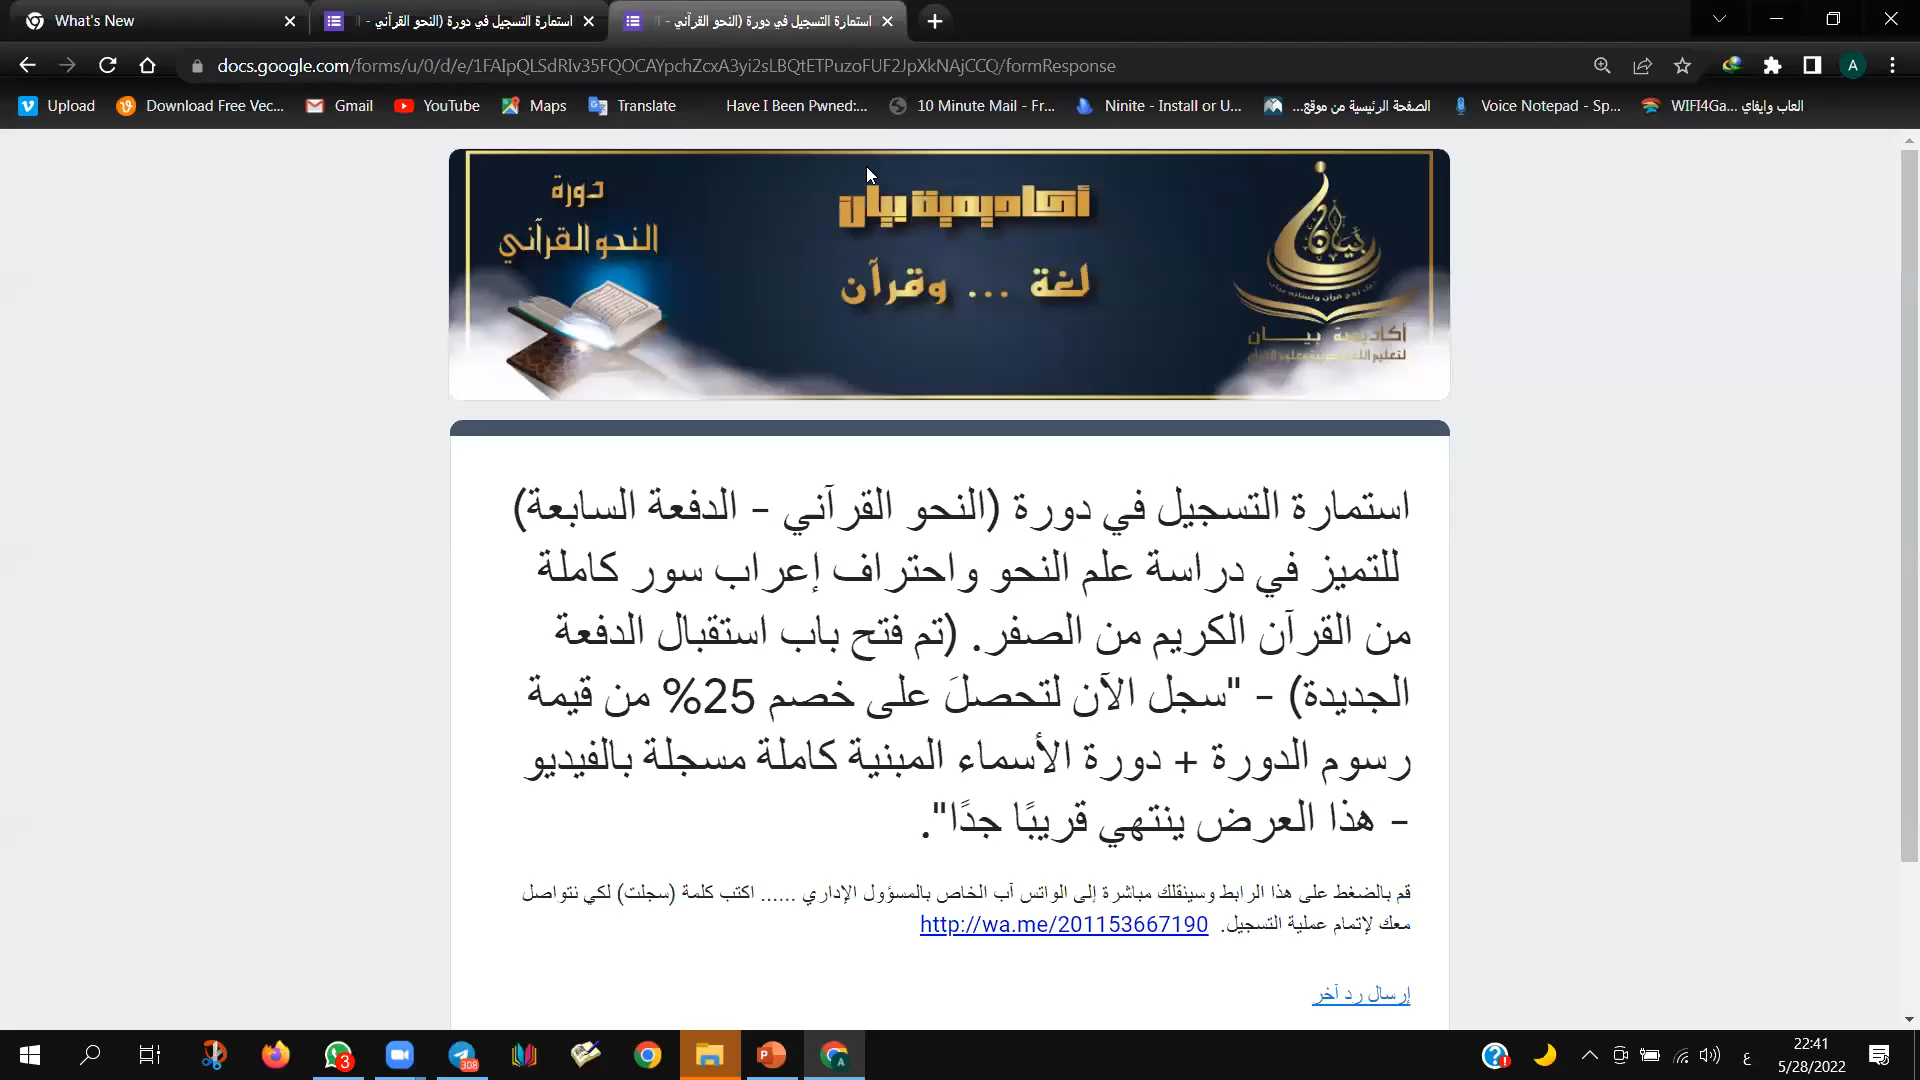 What's New
استمارة التسجيل في دورة (النحو القرآني -
استمارة التسجيل في دورة (النحو القرآني -
docs.google.com/forms/u/0/d/e/1FAIpQLSdRIv35FQOCAYpchZcxA3yi2sLBQtETPuzoFUF2JpXkNAjCCQ/formResponse
A
Upload
Download Free Vec...
Gmail
YouTube
Maps
Translate
Have I Been Pwned:...
10 Minute Mail - Fr...
Ninite - Install or U...
الصفحة الرئيسية من موقع...
Voice Notepad - Sp...
WIFI4Ga... العاب وايفاي
دورة
النحو القرآني
أكاديمية بيان
لغة ... وقرآن
بيان
أكاديمية بيــــان
استمارة التسجيل في دورة (النحو القرآني - الدفعة السابعة)
للتميز في دراسة علم النحو واحتراف إعراب سور كاملة
من القرآن الكريم من الصفر. (تم فتح باب استقبال الدفعة
الجديدة) - "سجل الآن لتحصلَ على خصم 25% من قيمة
رسوم الدورة + دورة الأسماء المبنية كاملة مسجلة بالفيديو
- هذا العرض ينتهي قريبًا جدًا".
قم بالضغط على هذا الرابط وسينقلك مباشرة إلى الواتس آب الخاص بالمسؤول الإداري ...... اكتب كلمة (سجلت) لكي نتواصل
معك لإتمام عملية التسجيل. http://wa.me/201153667190
إرسال رد آخر
3
308
A
ع
22:41
5/28/2022